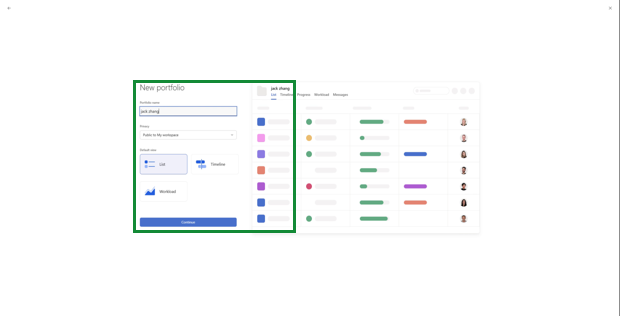 New portfolio
Portfolio name
jack zhang
Privacy
Public to My workspace
Default view
List
Timeline
Workload
Continue
jack zhang
List Timeline Progress Workload Messages